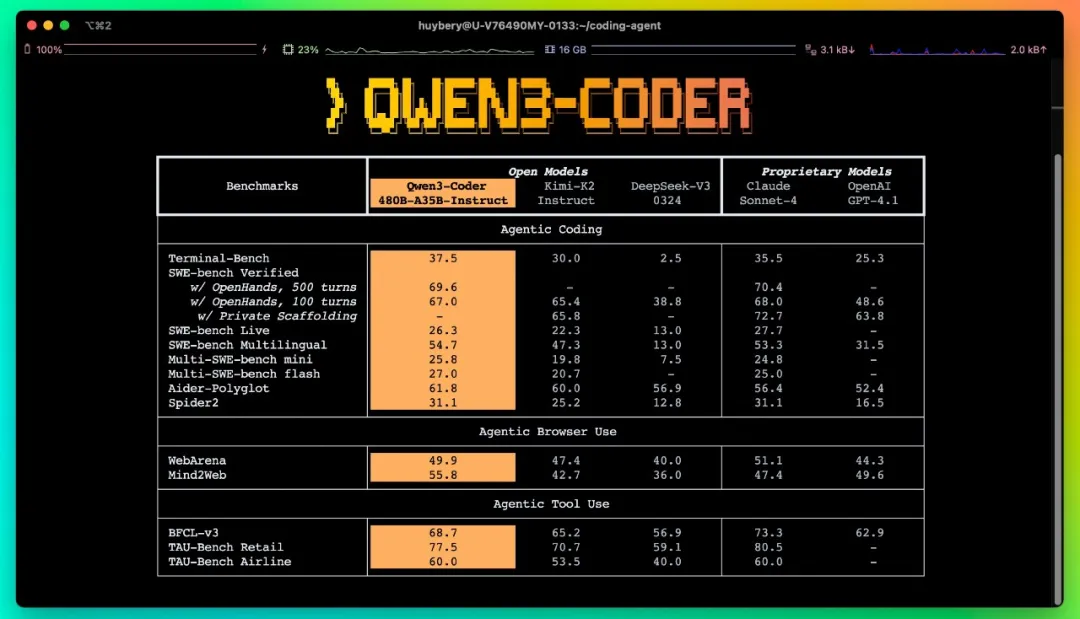 ⌥⌘2 huybery@U-V76490MY-0133:~/coding-agent
100% 23% 16 GB 3.1 kB↓ 2.0 kB↑
❭ QWEN3-CODER
Open Models Proprietary Models
Benchmarks Qwen3-Coder Kimi-K2 DeepSeek-V3 Claude OpenAI
480B-A35B-Instruct Instruct 0324 Sonnet-4 GPT-4.1
Agentic Coding
Terminal-Bench 37.5 30.0 2.5 35.5 25.3
SWE-bench Verified
w/ OpenHands, 500 turns 69.6 – – 70.4 –
w/ OpenHands, 100 turns 67.0 65.4 38.8 68.0 48.6
w/ Private Scaffolding – 65.8 – 72.7 63.8
SWE-bench Live 26.3 22.3 13.0 27.7 –
SWE-bench Multilingual 54.7 47.3 13.0 53.3 31.5
Multi-SWE-bench mini 25.8 19.8 7.5 24.8 –
Multi-SWE-bench flash 27.0 20.7 – 25.0 –
Aider-Polyglot 61.8 60.0 56.9 56.4 52.4
Spider2 31.1 25.2 12.8 31.1 16.5
Agentic Browser Use
WebArena 49.9 47.4 40.0 51.1 44.3
Mind2Web 55.8 42.7 36.0 47.4 49.6
Agentic Tool Use
BFCL-v3 68.7 65.2 56.9 73.3 62.9
TAU-Bench Retail 77.5 70.7 59.1 80.5 –
TAU-Bench Airline 60.0 53.5 40.0 60.0 –